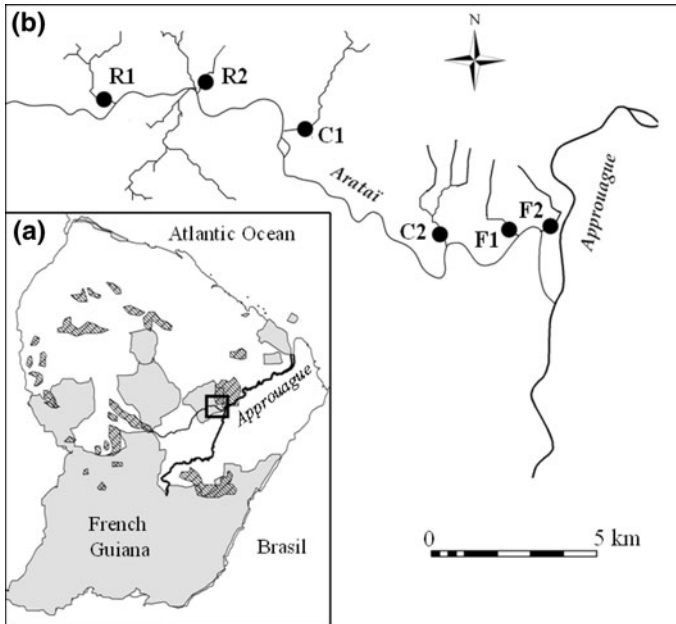 (b)
N
R1
R2
C1
Arataï
Approuague
C2
F1
F2
(a)
Atlantic Ocean
Approuague
French
Guiana
Brasil
0
5 km